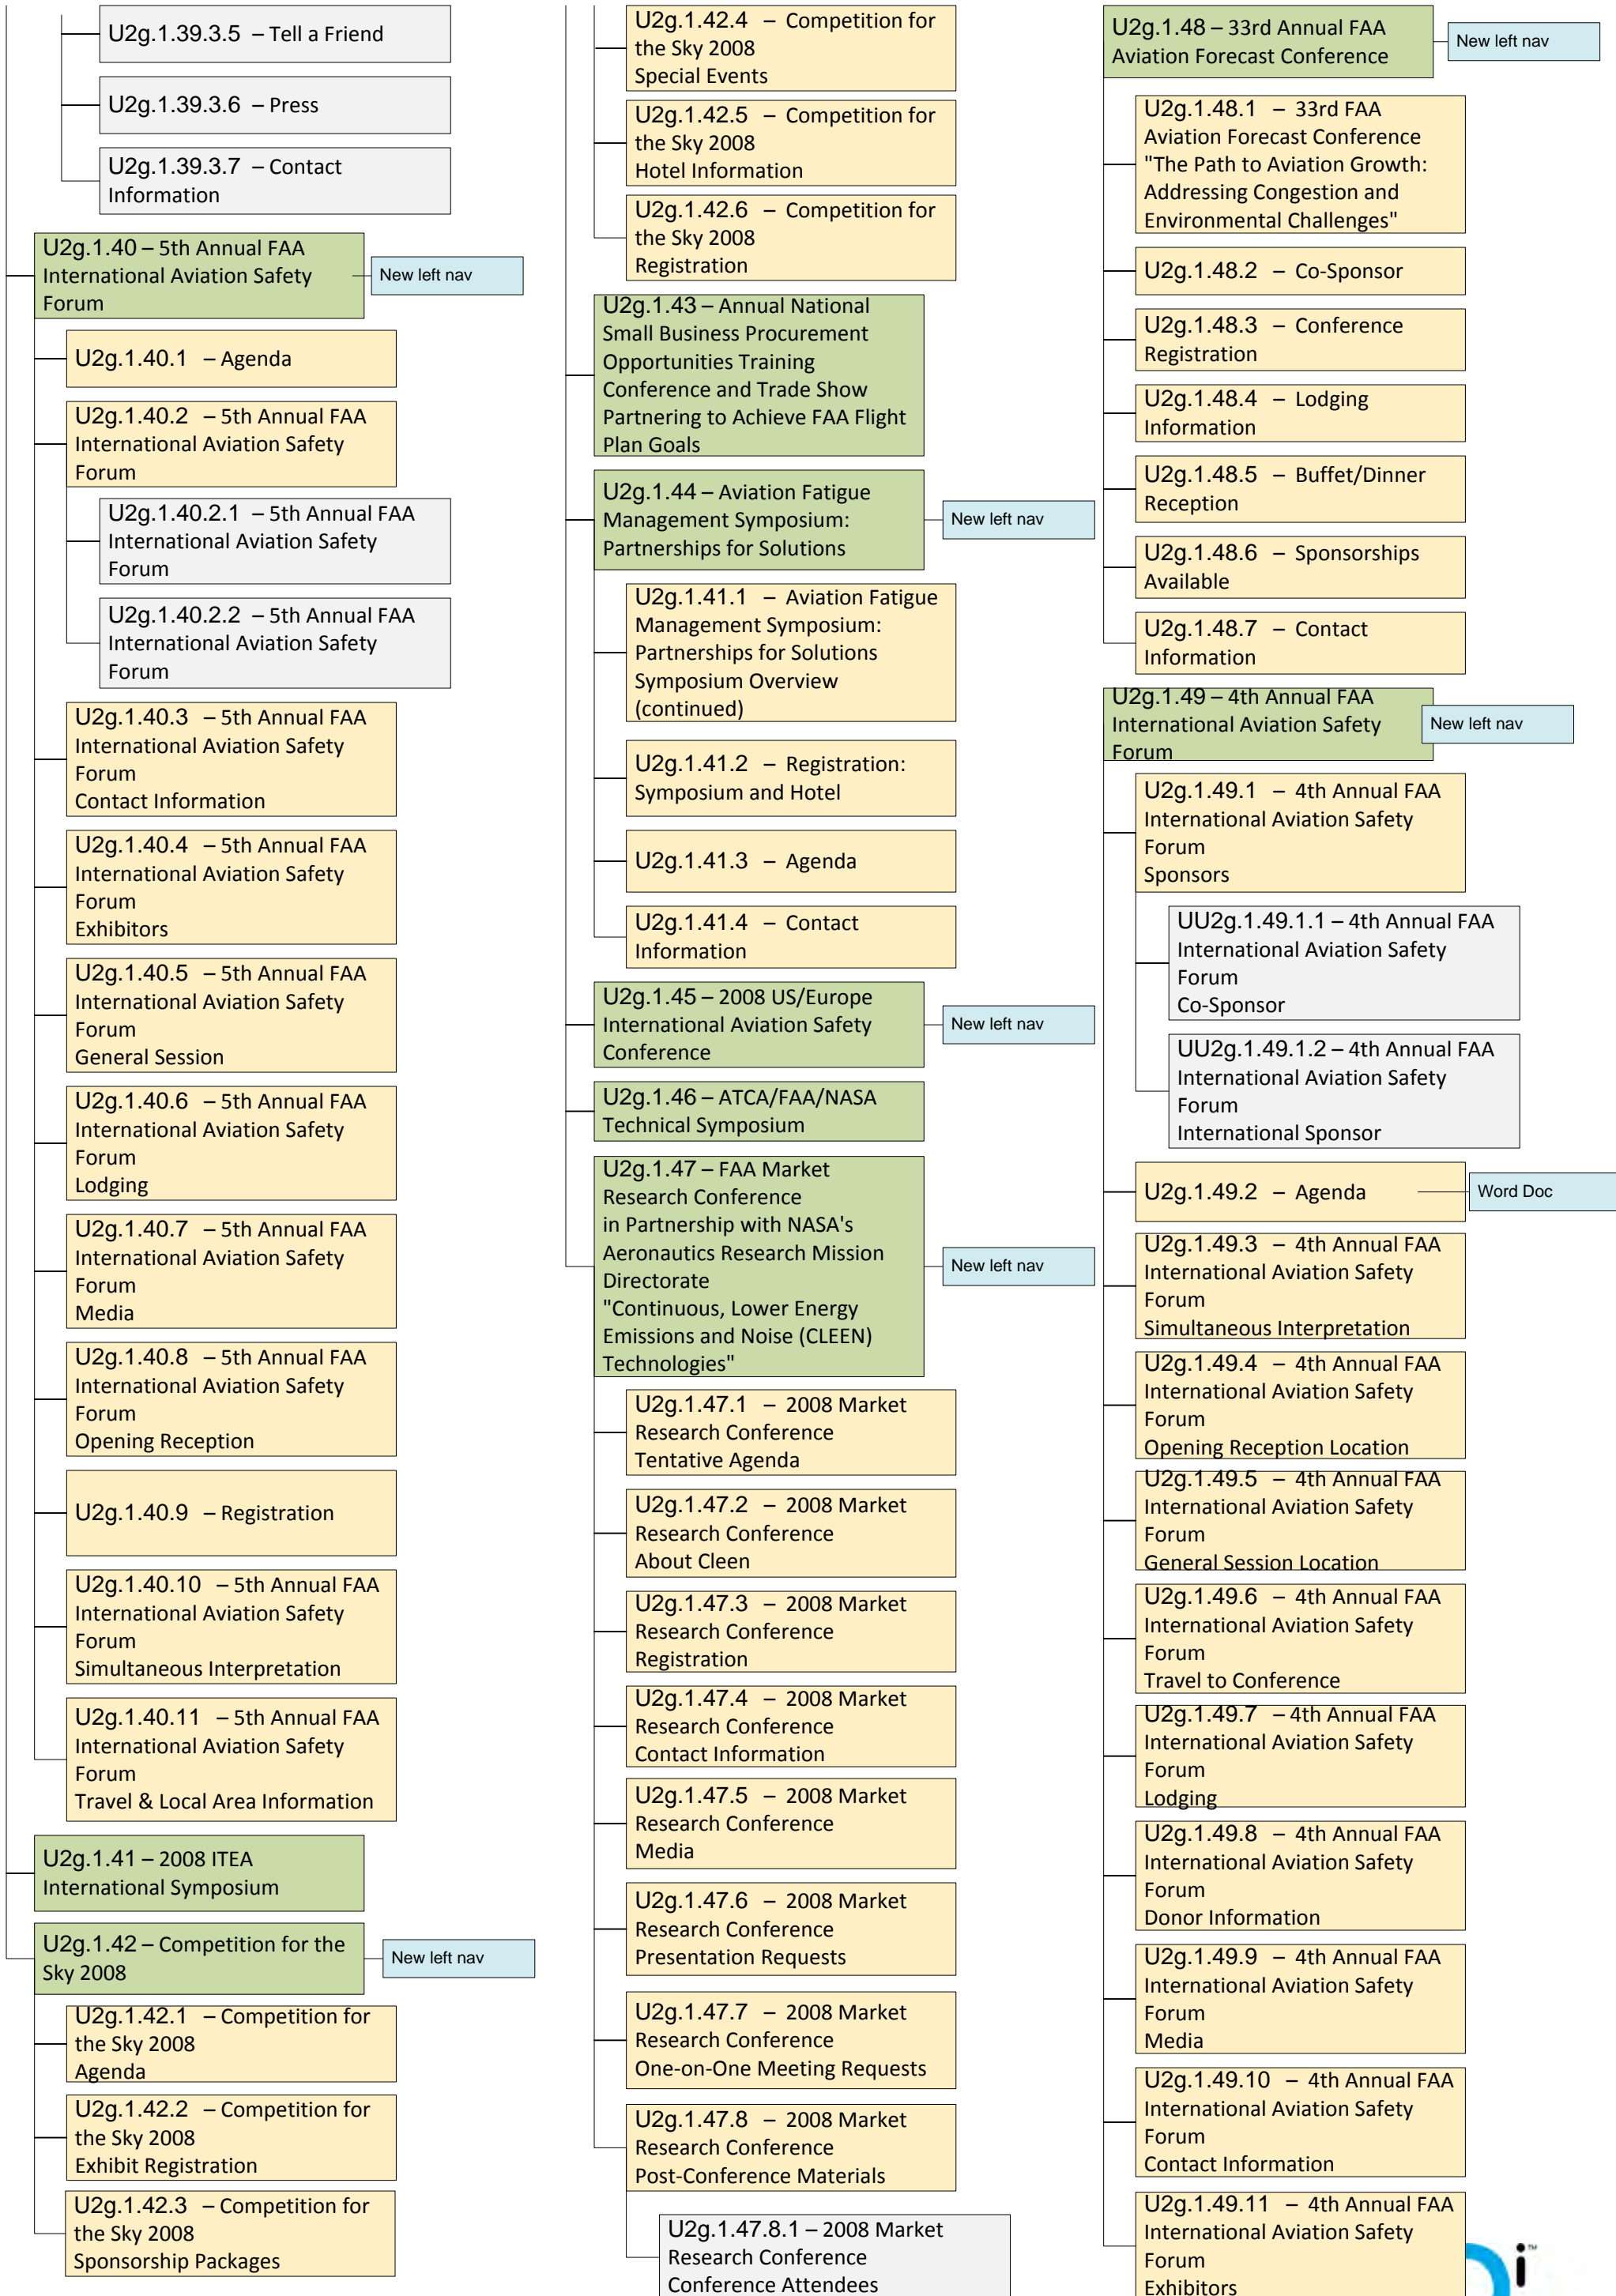 U2g.1.39.3.5 – Tell a Friend
U2g.1.39.3.6 – Press
U2g.1.39.3.7 – Contact
Information
U2g.1.40 – 5th Annual FAA
International Aviation Safety
Forum
New left nav
U2g.1.40.1 – Agenda
U2g.1.40.2 – 5th Annual FAA
International Aviation Safety
Forum
U2g.1.40.2.1 – 5th Annual FAA
International Aviation Safety
Forum
U2g.1.40.2.2 – 5th Annual FAA
International Aviation Safety
Forum
U2g.1.40.3 – 5th Annual FAA
International Aviation Safety
Forum
Contact Information
U2g.1.40.4 – 5th Annual FAA
International Aviation Safety
Forum
Exhibitors
U2g.1.40.5 – 5th Annual FAA
International Aviation Safety
Forum
General Session
U2g.1.40.6 – 5th Annual FAA
International Aviation Safety
Forum
Lodging
U2g.1.40.7 – 5th Annual FAA
International Aviation Safety
Forum
Media
U2g.1.40.8 – 5th Annual FAA
International Aviation Safety
Forum
Opening Reception
U2g.1.40.9 – Registration
U2g.1.40.10 – 5th Annual FAA
International Aviation Safety
Forum
Simultaneous Interpretation
U2g.1.40.11 – 5th Annual FAA
International Aviation Safety
Forum
Travel & Local Area Information
U2g.1.41 – 2008 ITEA
International Symposium
U2g.1.42 – Competition for the
Sky 2008
New left nav
U2g.1.42.1 – Competition for
the Sky 2008
Agenda
U2g.1.42.2 – Competition for
the Sky 2008
Exhibit Registration
U2g.1.42.3 – Competition for
the Sky 2008
Sponsorship Packages
U2g.1.42.4 – Competition for
the Sky 2008
Special Events
U2g.1.42.5 – Competition for
the Sky 2008
Hotel Information
U2g.1.42.6 – Competition for
the Sky 2008
Registration
U2g.1.43 – Annual National
Small Business Procurement
Opportunities Training
Conference and Trade Show
Partnering to Achieve FAA Flight
Plan Goals
U2g.1.44 – Aviation Fatigue
Management Symposium:
Partnerships for Solutions
New left nav
U2g.1.41.1 – Aviation Fatigue
Management Symposium:
Partnerships for Solutions
Symposium Overview
(continued)
U2g.1.41.2 – Registration:
Symposium and Hotel
U2g.1.41.3 – Agenda
U2g.1.41.4 – Contact
Information
U2g.1.45 – 2008 US/Europe
International Aviation Safety
Conference
New left nav
U2g.1.46 – ATCA/FAA/NASA
Technical Symposium
U2g.1.47 – FAA Market
Research Conference
in Partnership with NASA's
Aeronautics Research Mission
Directorate
"Continuous, Lower Energy
Emissions and Noise (CLEEN)
Technologies"
New left nav
U2g.1.47.1 – 2008 Market
Research Conference
Tentative Agenda
U2g.1.47.2 – 2008 Market
Research Conference
About Cleen
U2g.1.47.3 – 2008 Market
Research Conference
Registration
U2g.1.47.4 – 2008 Market
Research Conference
Contact Information
U2g.1.47.5 – 2008 Market
Research Conference
Media
U2g.1.47.6 – 2008 Market
Research Conference
Presentation Requests
U2g.1.47.7 – 2008 Market
Research Conference
One-on-One Meeting Requests
U2g.1.47.8 – 2008 Market
Research Conference
Post-Conference Materials
U2g.1.47.8.1 – 2008 Market
Research Conference
Conference Attendees
U2g.1.48 – 33rd Annual FAA
Aviation Forecast Conference
New left nav
U2g.1.48.1 – 33rd FAA
Aviation Forecast Conference
"The Path to Aviation Growth:
Addressing Congestion and
Environmental Challenges"
U2g.1.48.2 – Co-Sponsor
U2g.1.48.3 – Conference
Registration
U2g.1.48.4 – Lodging
Information
U2g.1.48.5 – Buffet/Dinner
Reception
U2g.1.48.6 – Sponsorships
Available
U2g.1.48.7 – Contact
Information
U2g.1.49 – 4th Annual FAA
International Aviation Safety
Forum
New left nav
U2g.1.49.1 – 4th Annual FAA
International Aviation Safety
Forum
Sponsors
UU2g.1.49.1.1 – 4th Annual FAA
International Aviation Safety
Forum
Co-Sponsor
UU2g.1.49.1.2 – 4th Annual FAA
International Aviation Safety
Forum
International Sponsor
U2g.1.49.2 – Agenda
Word Doc
U2g.1.49.3 – 4th Annual FAA
International Aviation Safety
Forum
Simultaneous Interpretation
U2g.1.49.4 – 4th Annual FAA
International Aviation Safety
Forum
Opening Reception Location
U2g.1.49.5 – 4th Annual FAA
International Aviation Safety
Forum
General Session Location
U2g.1.49.6 – 4th Annual FAA
International Aviation Safety
Forum
Travel to Conference
U2g.1.49.7 – 4th Annual FAA
International Aviation Safety
Forum
Lodging
U2g.1.49.8 – 4th Annual FAA
International Aviation Safety
Forum
Donor Information
U2g.1.49.9 – 4th Annual FAA
International Aviation Safety
Forum
Media
U2g.1.49.10 – 4th Annual FAA
International Aviation Safety
Forum
Contact Information
U2g.1.49.11 – 4th Annual FAA
International Aviation Safety
Forum
Exhibitors